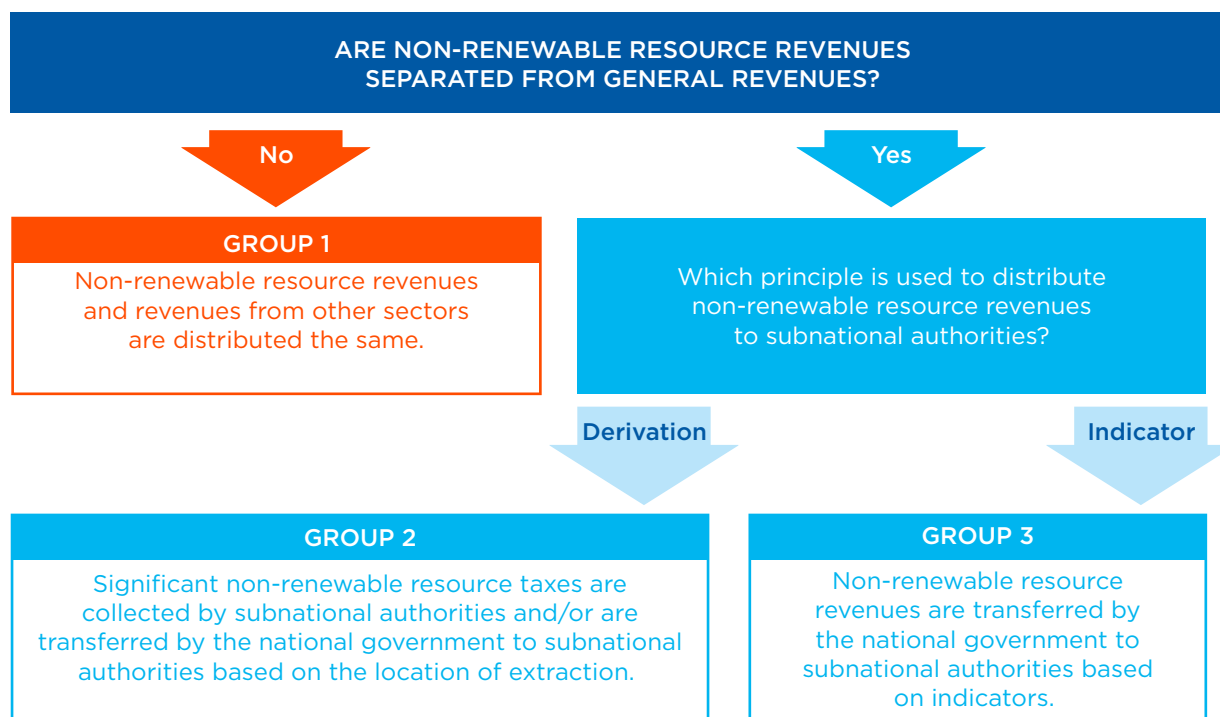 ARE NON-RENEWABLE RESOURCE REVENUES
SEPARATED FROM GENERAL REVENUES?
No
Yes
GROUP 1
Non-renewable resource revenues
and revenues from other sectors
are distributed the same.
Which principle is used to distribute
non-renewable resource revenues
to subnational authorities?
Derivation
Indicator
GROUP 2
Significant non-renewable resource taxes are
collected by subnational authorities and/or are
transferred by the national government to subnational
authorities based on the location of extraction.
GROUP 3
Non-renewable resource
revenues are transferred by
the national government to
subnational authorities based
on indicators.